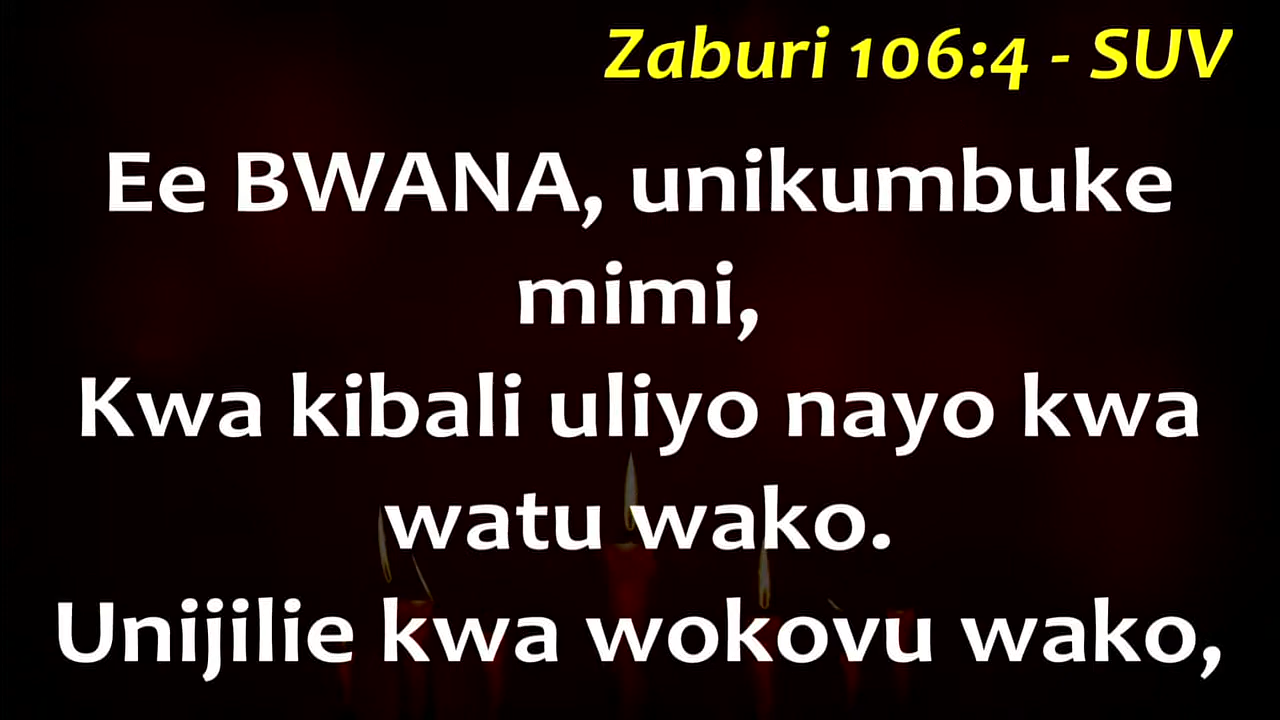 Zaburi 106:4 - SUV
Ee BWANA, unikumbuke
mimi,
Kwa kibali uliyo nayo kwa
watu wako.
Unijilie kwa wokovu wako,